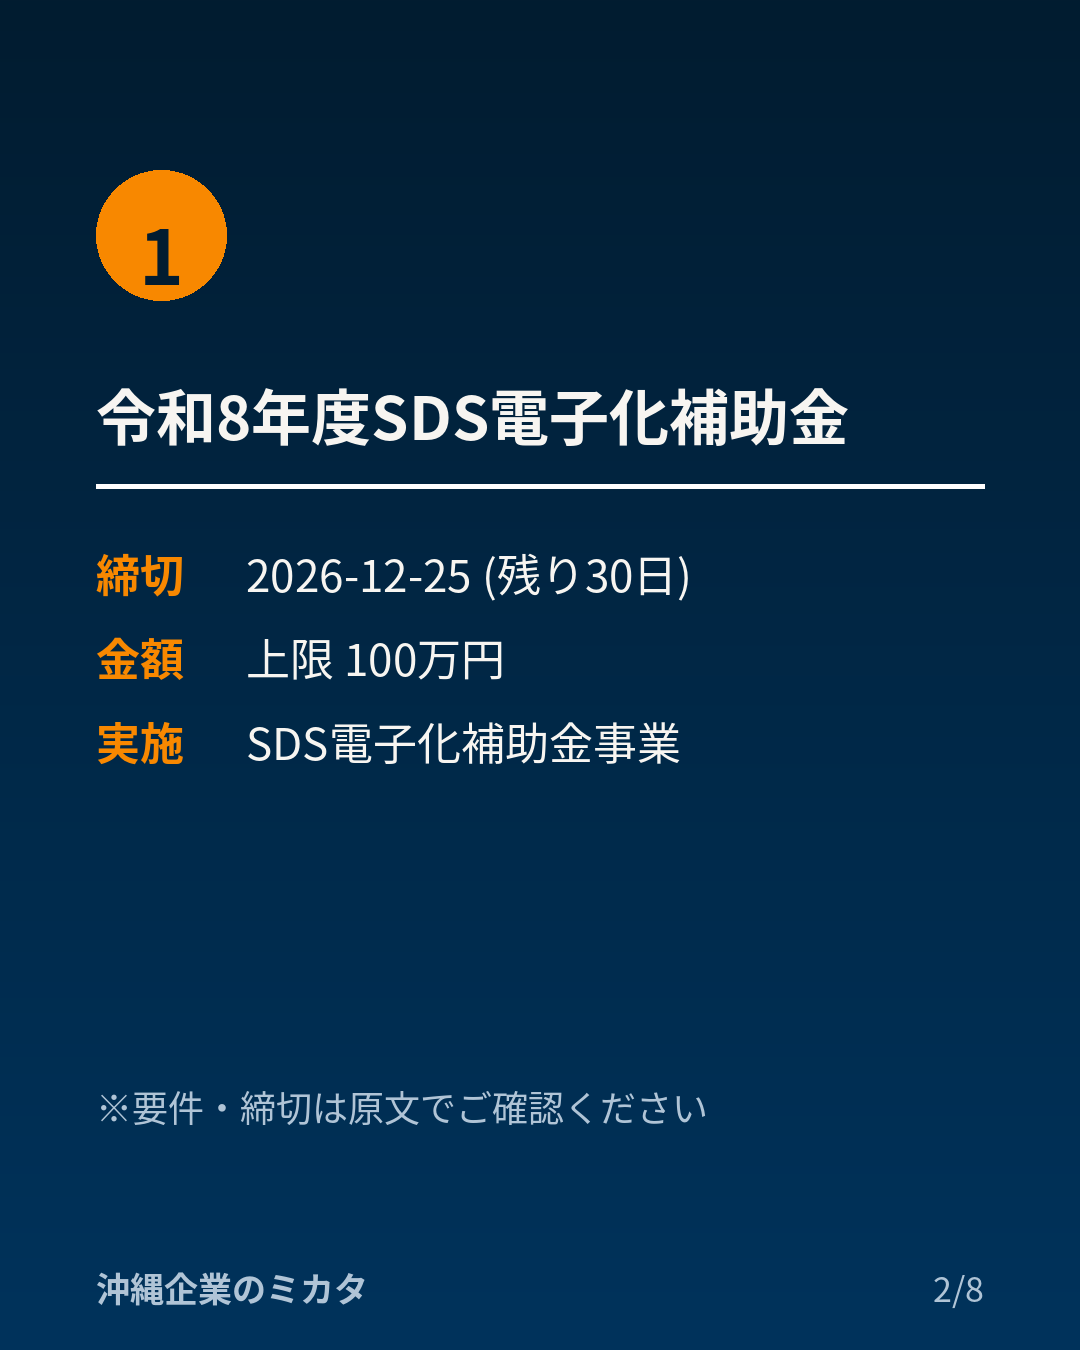 1
令和8年度SDS電子化補助金
締切 2026-12-25 (残り30日)
金額 上限 100万円
実施 SDS電子化補助金事業
※要件・締切は原文でご確認ください
沖縄企業のミカタ 2/8